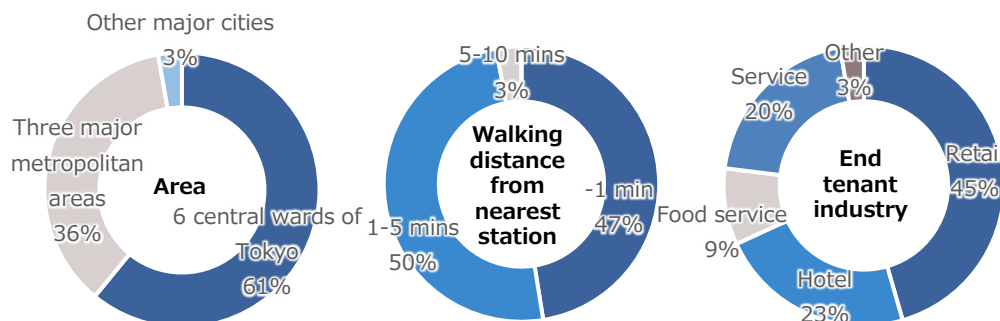 Other major cities
3%
Three major
metropolitan
areas
36%
Area
6 central wards of
Tokyo
61%
5-10 mins
3%
Walking
distance
from
nearest
station
-1 min
47%
1-5 mins
50%
Other
3%
Service
20%
End
tenant
industry
Retail
45%
Food service
9%
Hotel
23%